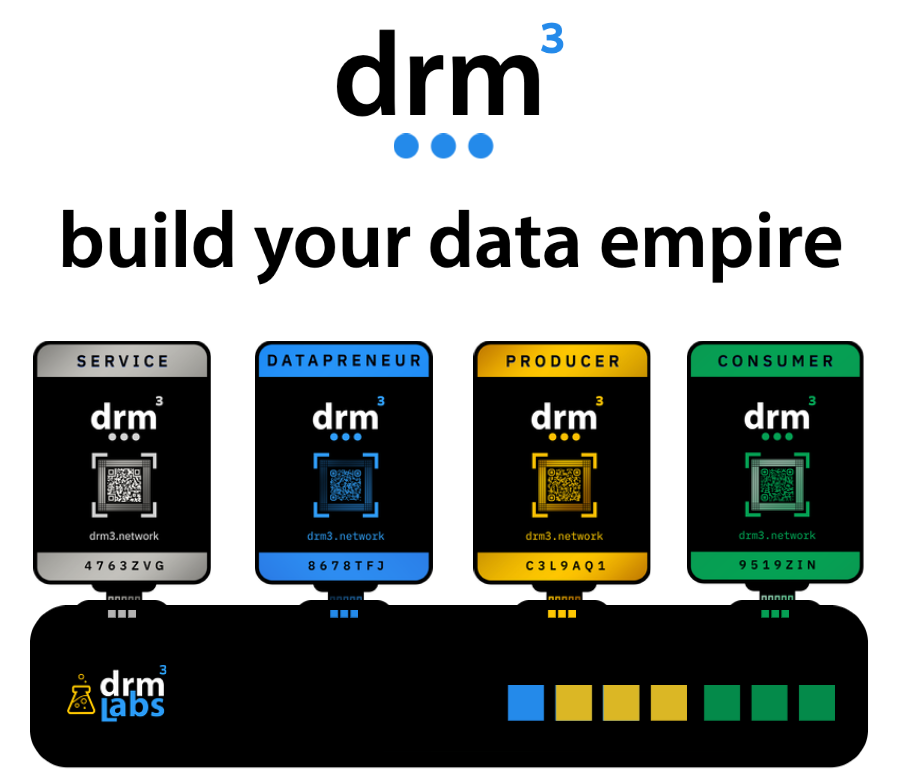 drm³
build your data empire
SERVICE
drm³
drm3.network
4763ZVG
DATAPRENEUR
drm³
drm3.network
8678TFJ
PRODUCER
drm³
drm3.network
C3L9AQ1
CONSUMER
drm³
drm3.network
9519ZIN
drm³
Labs